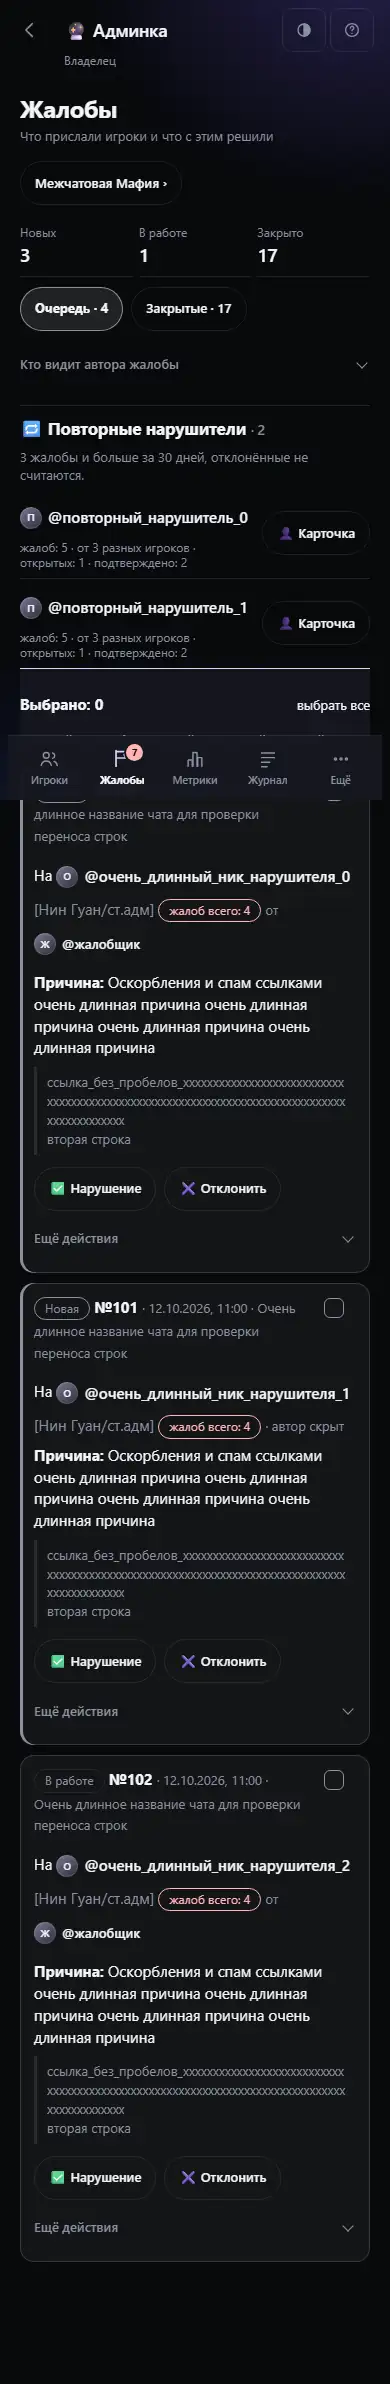 Админка
Владелец
Жалобы
Что прислали игроки и что с этим решили
Межчатовая Мафия ›
Новых
В работе
Закрыто
3
1
17
Очередь · 4
Закрытые · 17
Кто видит автора жалобы
Повторные нарушители · 2
3 жалобы и больше за 30 дней, отклонённые не
считаются.
П @повторный_нарушитель_0
Карточка
жалоб: 5 · от 3 разных игроков ·
открытых: 1 · подтверждено: 2
П @повторный_нарушитель_1
Карточка
жалоб: 5 · от 3 разных игроков ·
открытых: 1 · подтверждено: 2
Выбрано: 0
выбрать все
7
Игроки
Жалобы
Метрики
Журнал
Ещё
длинное название чата для проверки
переноса строк
На О @очень_длинный_ник_нарушителя_0
[Нин Гуан/ст.адм] жалоб всего: 4 от
Ж @жалобщик
Причина: Оскорбления и спам ссылками
очень длинная причина очень длинная
причина очень длинная причина очень
длинная причина
ссылка_без_пробелов_xxxxxxxxxxxxxxxxxxxxxxxxxxx
xxxxxxxxxxxxxxxxxxxxxxxxxxxxxxxxxxxxxxxxxxxxxxxxxx
xxxxxxxxxxxxx
вторая строка
Нарушение
Отклонить
Ещё действия
Новая №101 · 12.10.2026, 11:00 · Очень
длинное название чата для проверки
переноса строк
На О @очень_длинный_ник_нарушителя_1
[Нин Гуан/ст.адм] жалоб всего: 4 · автор скрыт
Причина: Оскорбления и спам ссылками
очень длинная причина очень длинная
причина очень длинная причина очень
длинная причина
ссылка_без_пробелов_xxxxxxxxxxxxxxxxxxxxxxxxxxx
xxxxxxxxxxxxxxxxxxxxxxxxxxxxxxxxxxxxxxxxxxxxxxxxxx
xxxxxxxxxxxxx
вторая строка
Нарушение
Отклонить
Ещё действия
В работе №102 · 12.10.2026, 11:00 ·
Очень длинное название чата для проверки
переноса строк
На О @очень_длинный_ник_нарушителя_2
[Нин Гуан/ст.адм] жалоб всего: 4 от
Ж @жалобщик
Причина: Оскорбления и спам ссылками
очень длинная причина очень длинная
причина очень длинная причина очень
длинная причина
ссылка_без_пробелов_xxxxxxxxxxxxxxxxxxxxxxxxxxx
xxxxxxxxxxxxxxxxxxxxxxxxxxxxxxxxxxxxxxxxxxxxxxxxxx
xxxxxxxxxxxxx
вторая строка
Нарушение
Отклонить
Ещё действия